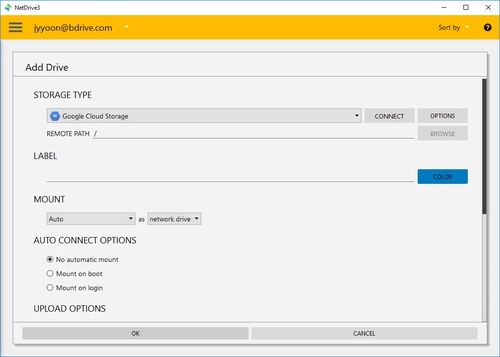 NetDrive3
jyyoon@bdrive.com
Sort by
Add Drive
STORAGE TYPE
Google Cloud Storage
CONNECT
OPTIONS
REMOTE PATH /
BROWSE
LABEL
COLOR
MOUNT
Auto as network drive
AUTO CONNECT OPTIONS
No automatic mount
Mount on boot
Mount on login
UPLOAD OPTIONS
OK
CANCEL